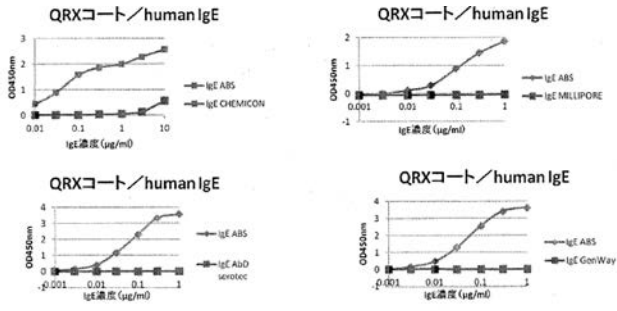 QRXコート／human IgE
3
2
1
0
OD450nm
0.01
0.1
1
10
IgE濃度(μg/ml)
IgE ABS
IgE CHEMICON
QRXコート／human IgE
2
1
0
-1
OD450nm
0.001
0.01
0.1
1
IgE濃度(μg/ml)
IgE ABS
IgE MILLIPORE
QRXコート／human IgE
4
3
2
1
0
-1
OD450nm
0.001
0.01
0.1
1
IgE濃度(μg/ml)
IgE ABS
IgE AbD
serotec
QRXコート／human IgE
4
3
2
1
0
-1
OD450nm
0.001
0.01
0.1
1
IgE濃度(μg/ml)
IgE ABS
IgE GenWay